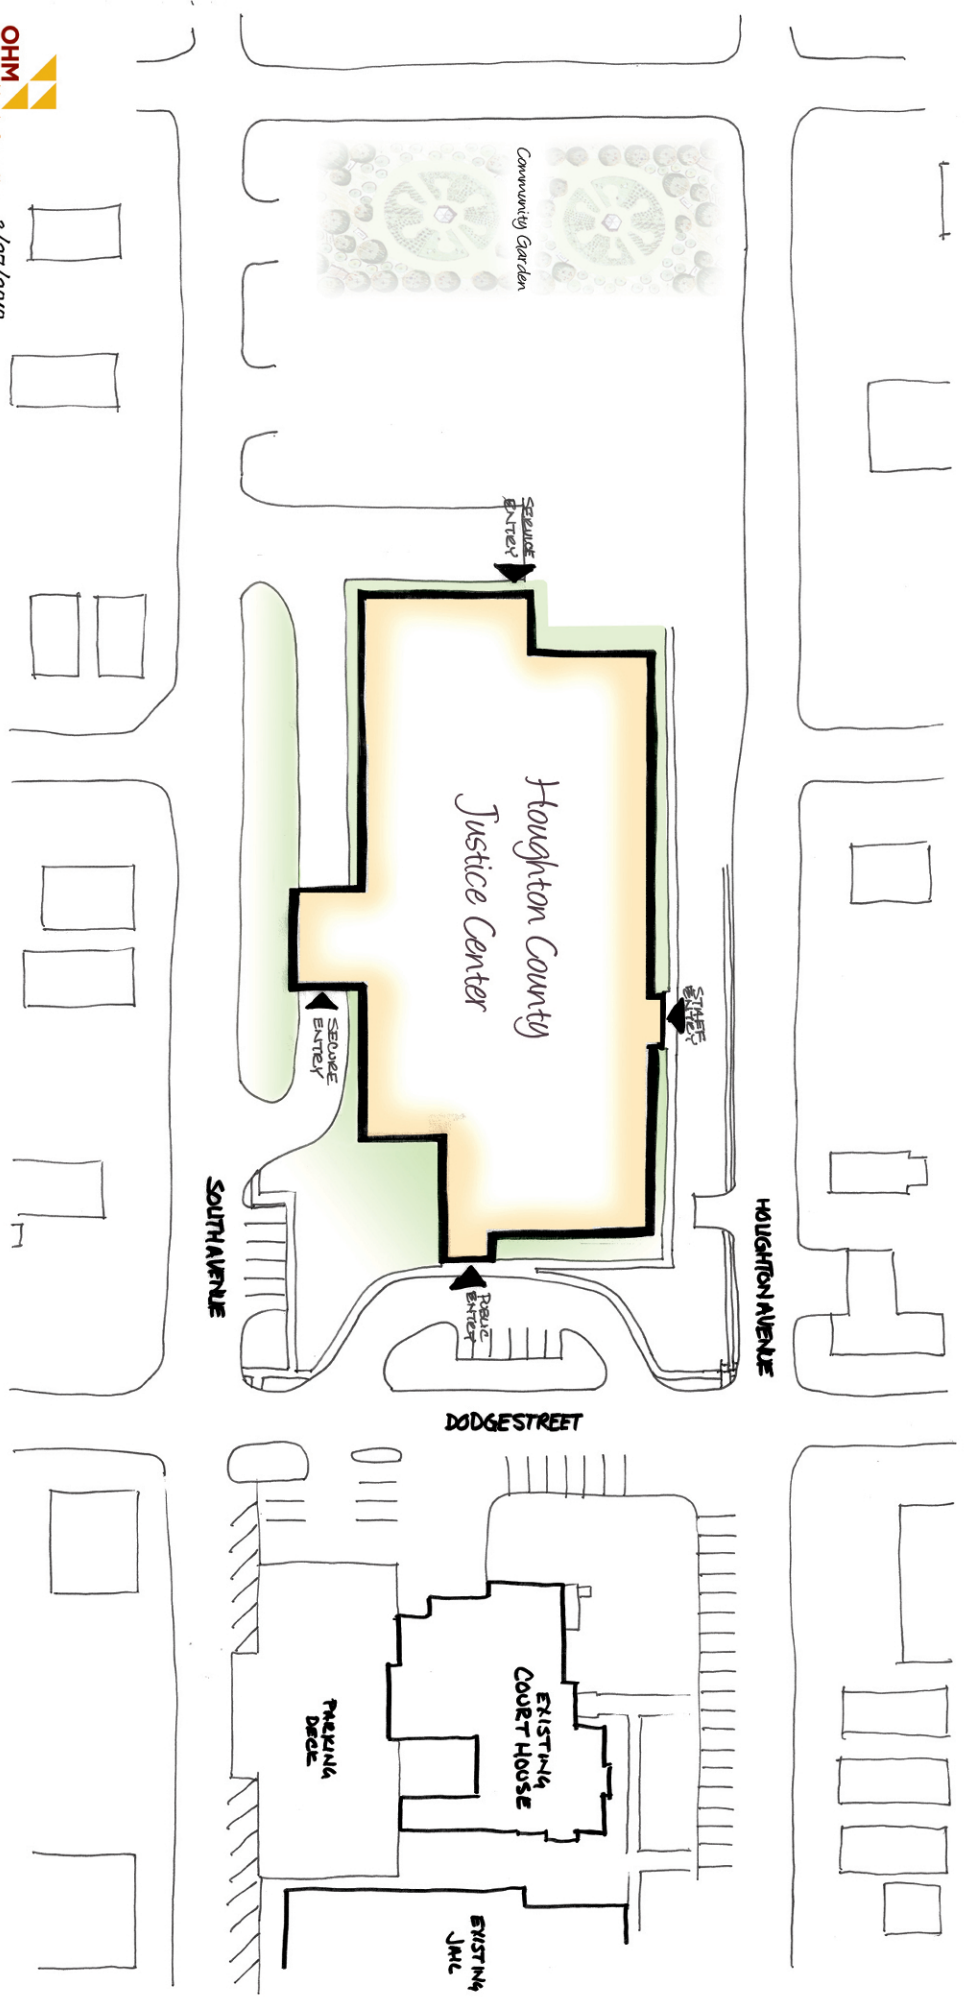 OHM
Community Garden
SERVICE
ENTRY
Houghton County
Justice Center
STAFF
ENTRY
SECURE
ENTRY
PUBLIC
ENTRY
SOUTH AVENUE
HOUGHTON AVENUE
DODGE STREET
EXISTING
COURT HOUSE
PARKING
DECK
EXISTING
JAIL